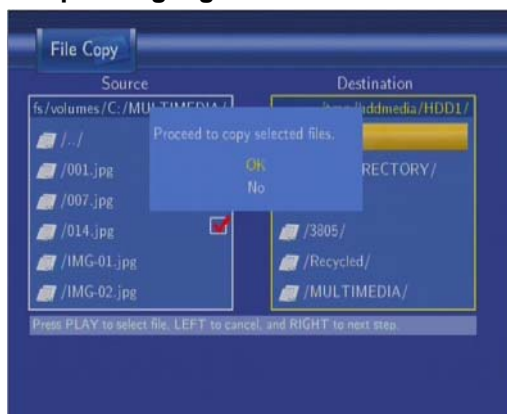 File Copy
Source
Destination
fs/volumes/C:/MULTIMEDIA/
hddmedia/HDD1/
Proceed to copy selected files.
OK
No
/../
/001.jpg
RECTORY/
/007.jpg
/014.jpg
/3805/
/IMG-01.jpg
/Recycled/
/IMG-02.jpg
/MULTIMEDIA/
Press PLAY to select file, LEFT to cancel, and RIGHT to next step.